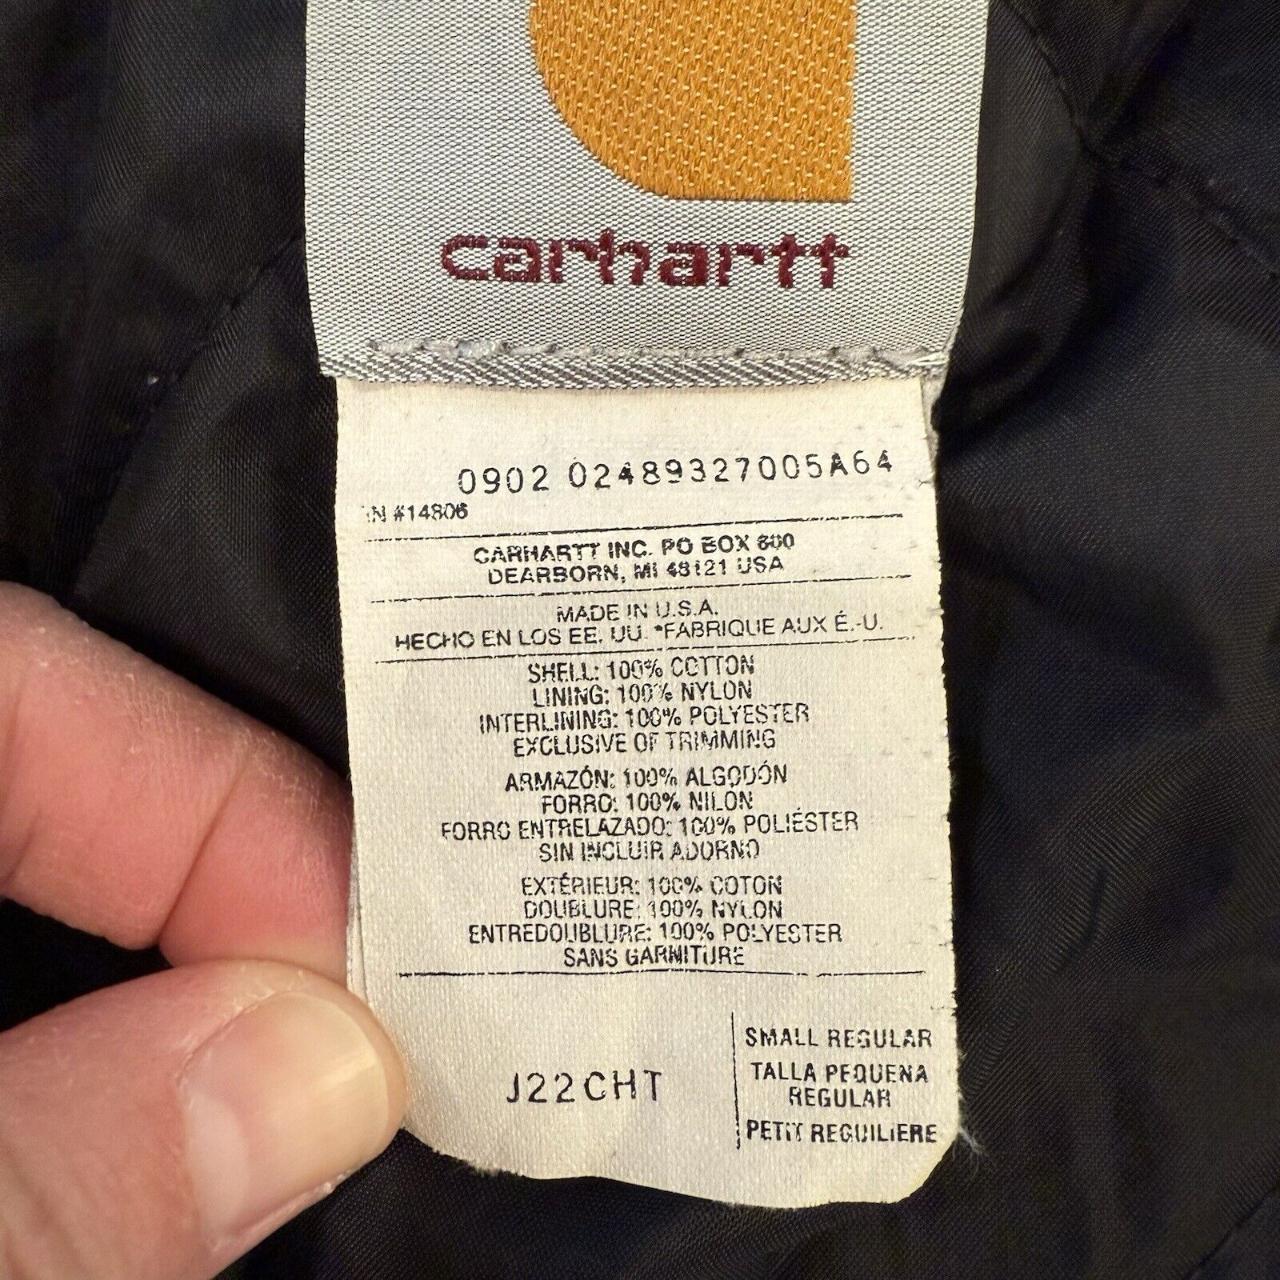 carhartt
0902 02489327005A64
#14806
CARHARTT INC. PO BOX 600
DEARBORN, MI 48121 USA
MADE IN U.S.A.
HECHO EN LOS EE. UU. *FABRIQUE AUX É.-U.
SHELL: 100% COTTON
LINING: 100% NYLON
INTERLINING: 100% POLYESTER
EXCLUSIVE OF TRIMMING
ARMAZÓN: 100% ALGODÓN
FORRO: 100% NILON
FORRO ENTRELAZADO: 100% POLIÉSTER
SIN INCLUIR ADORNO
EXTÉRIEUR: 100% COTON
DOUBLURE: 100% NYLON
ENTREDOUBLURE: 100% POLYESTER
SANS GARNITURE
J22CHT
SMALL REGULAR
TALLA PEQUENA
REGULAR
PETIT REGUILIERE